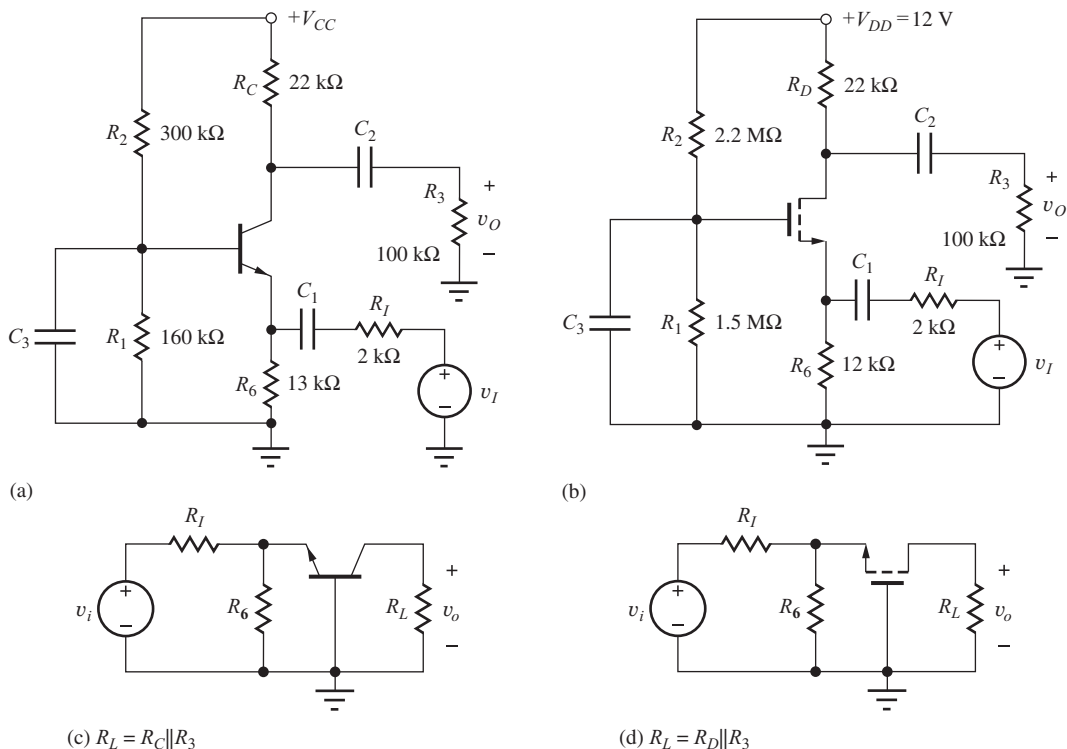 +V_CC
R_C 22 kΩ
R_2 300 kΩ
C_2
R_3
+
v_O
−
100 kΩ
C_1
R_I
2 kΩ
C_3
R_1 160 kΩ
R_6 13 kΩ
+
−
v_I
(a)
+V_DD = 12 V
R_D 22 kΩ
R_2 2.2 MΩ
C_2
R_3
+
v_O
−
100 kΩ
C_1
R_I
2 kΩ
C_3
R_1 1.5 MΩ
R_6 12 kΩ
+
−
v_I
(b)
R_I
v_i
+
−
R_6
R_L
+
v_o
−
(c) R_L = R_C||R_3
R_I
v_i
+
−
R_6
R_L
+
v_o
−
(d) R_L = R_D||R_3